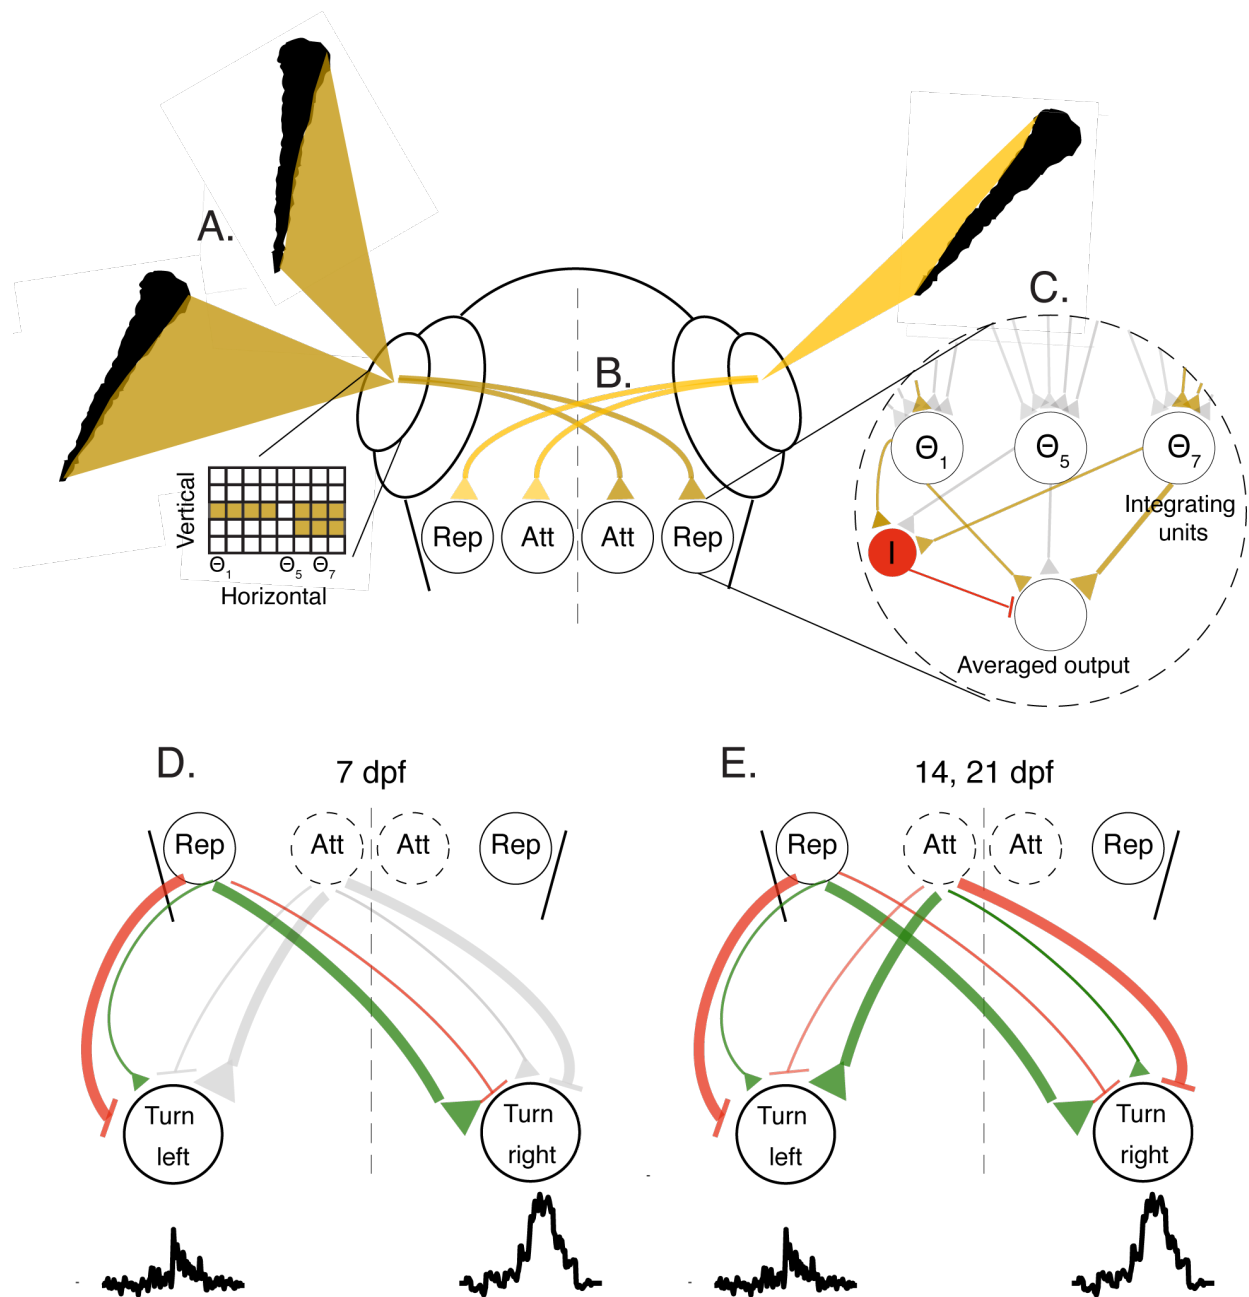 A.
B.
C.
Vertical
Θ1 Θ5 Θ7
Horizontal
Rep Att Att Rep
Θ1 Θ5 Θ7
Integrating
units
I
Averaged output
D.
7 dpf
Rep Att Att Rep
Turn
left
Turn
right
E.
14, 21 dpf
Rep Att Att Rep
Turn
left
Turn
right